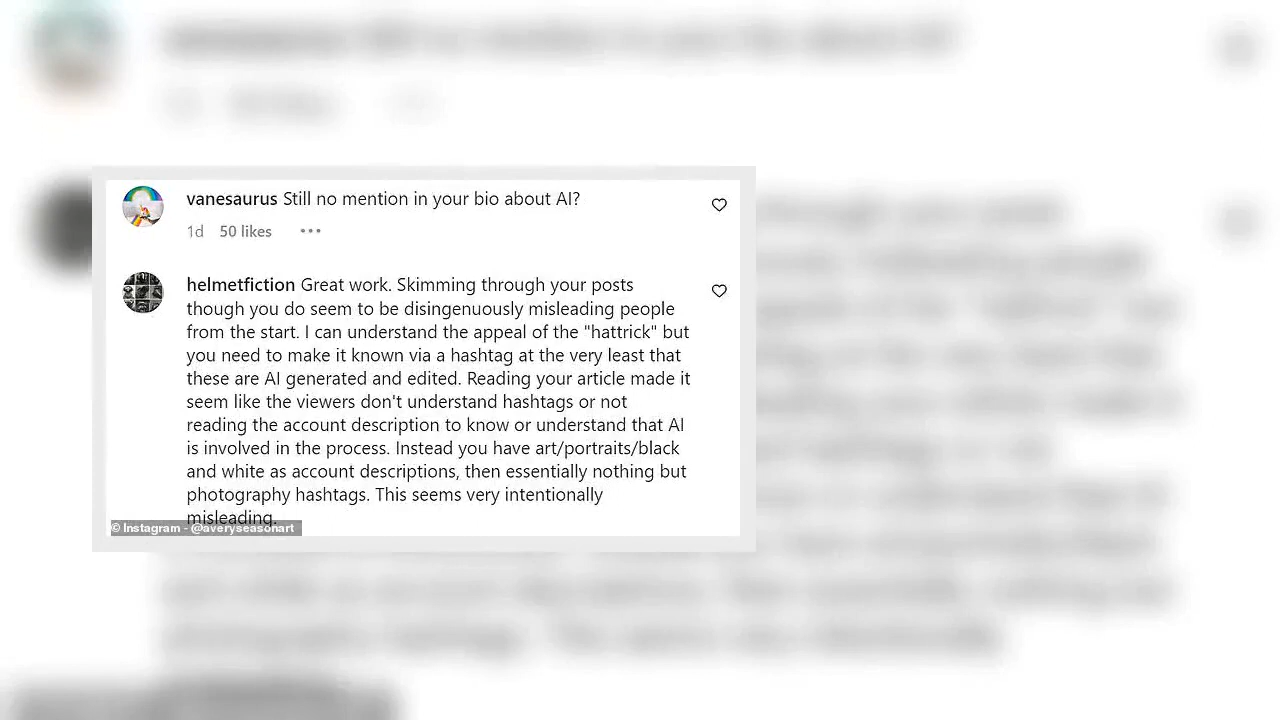 vanesaurus Still no mention in your bio about AI?
1d 50 likes •••
helmetfiction Great work. Skimming through your posts
though you do seem to be disingenuously misleading people
from the start. I can understand the appeal of the "hattrick" but
you need to make it known via a hashtag at the very least that
these are AI generated and edited. Reading your article made it
seem like the viewers don't understand hashtags or not
reading the account description to know or understand that AI
is involved in the process. Instead you have art/portraits/black
and white as account descriptions, then essentially nothing but
photography hashtags. This seems very intentionally
misleading.
© Instagram - @averyseasonart